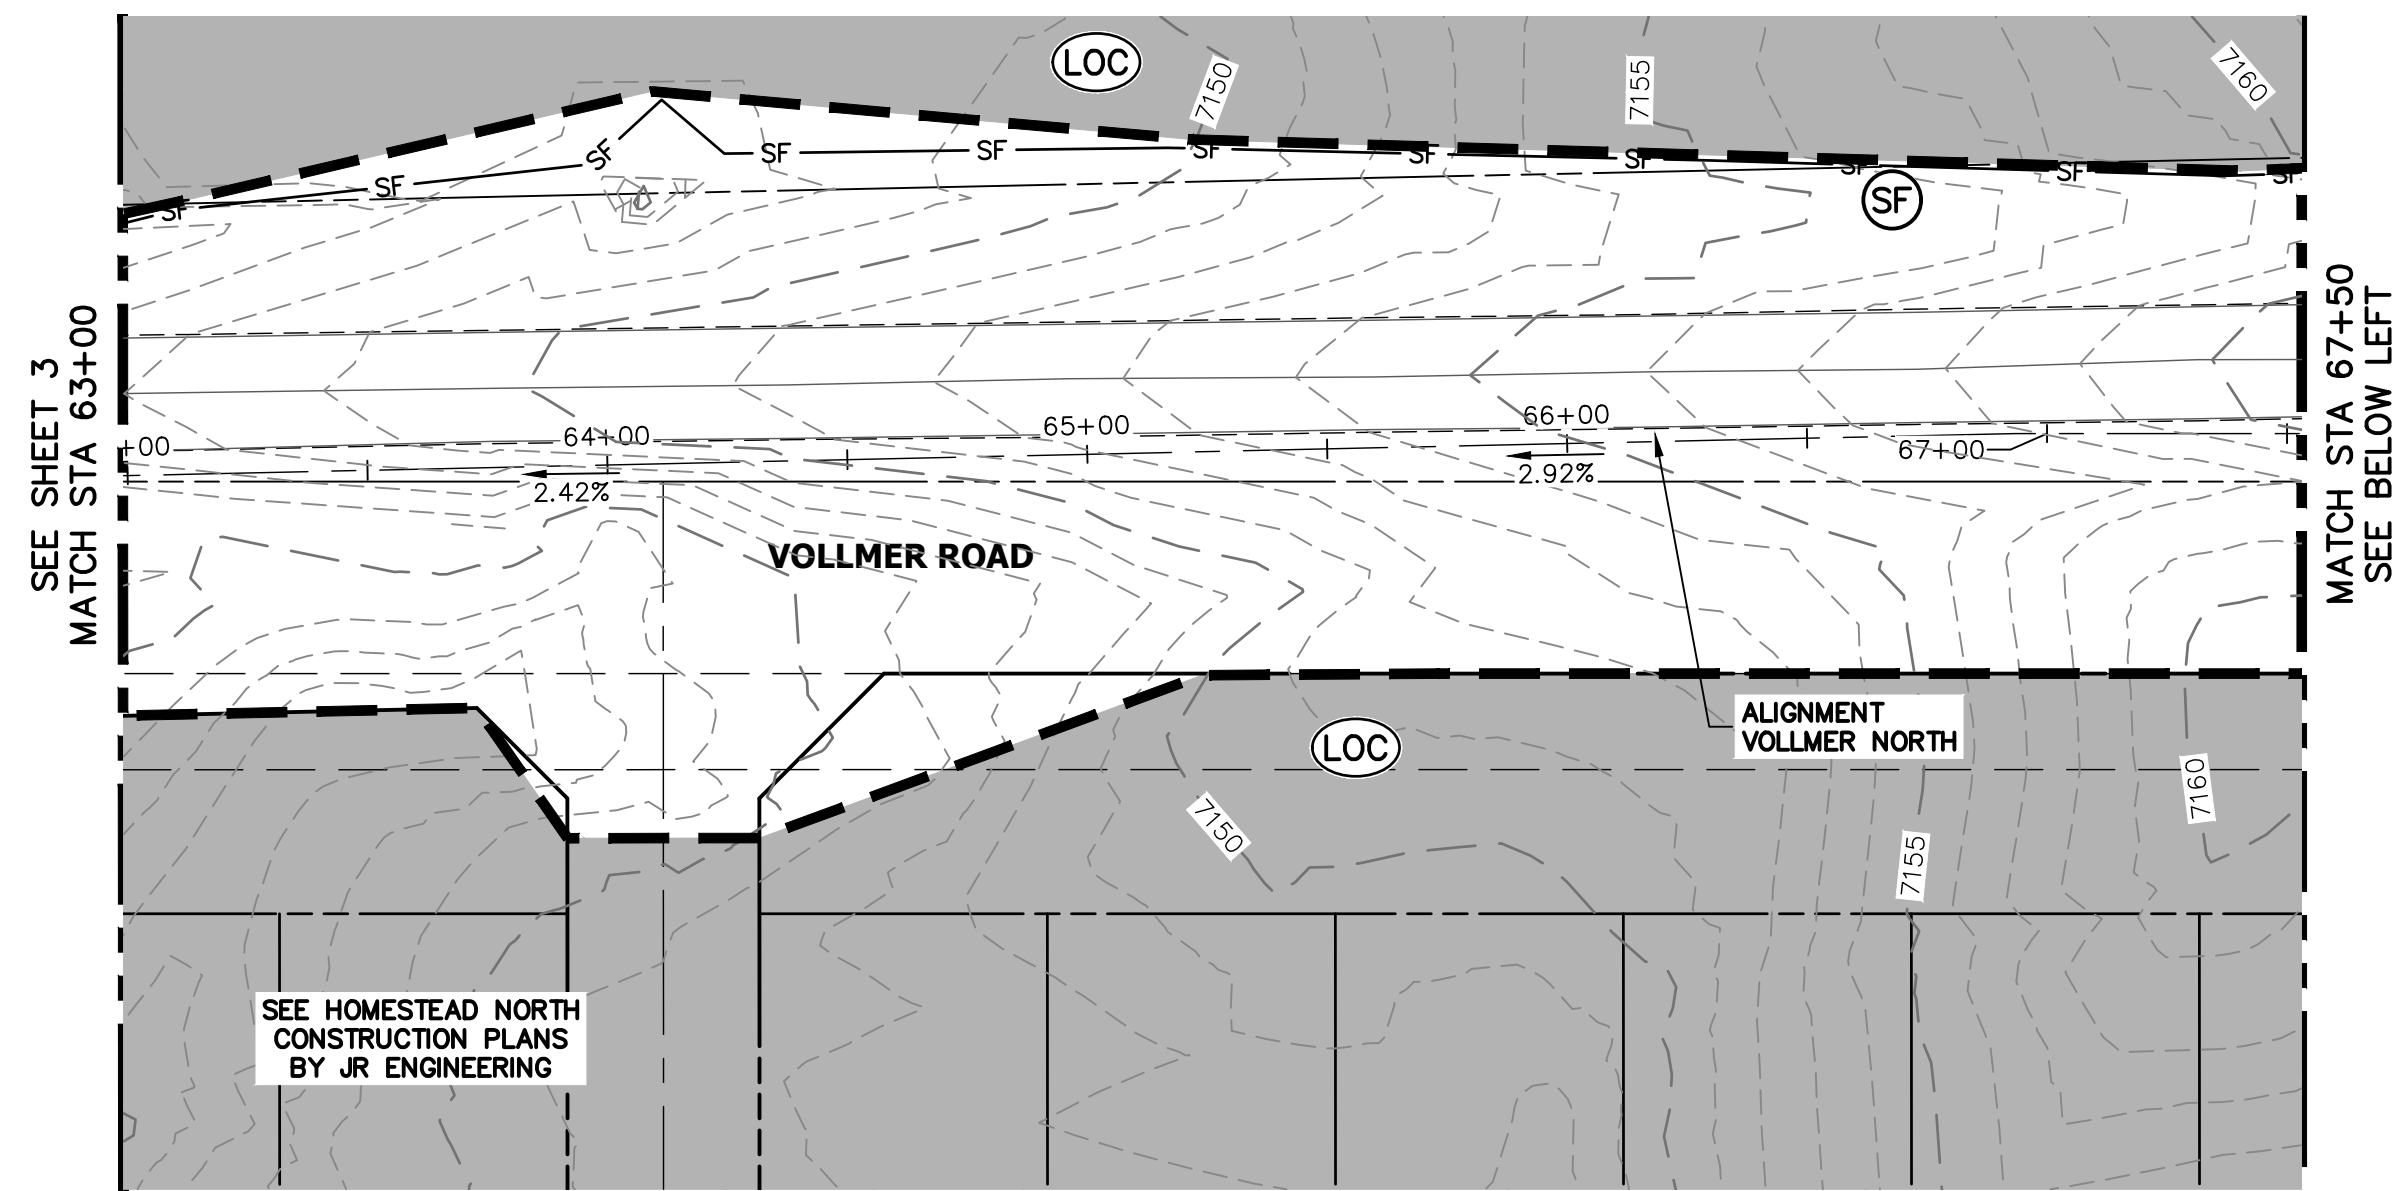 LOC
7150
7155
7160
SF
SF
SF
SF
SF
SF
SF
SF
SF
SF
SF
SF
SEE SHEET 3
MATCH STA 63+00
MATCH STA 67+50
SEE BELOW LEFT
+00
64+00
65+00
66+00
67+00
2.42%
2.92%
VOLLMER ROAD
ALIGNMENT
VOLLMER NORTH
LOC
7150
7155
7160
SEE HOMESTEAD NORTH
CONSTRUCTION PLANS
BY JR ENGINEERING